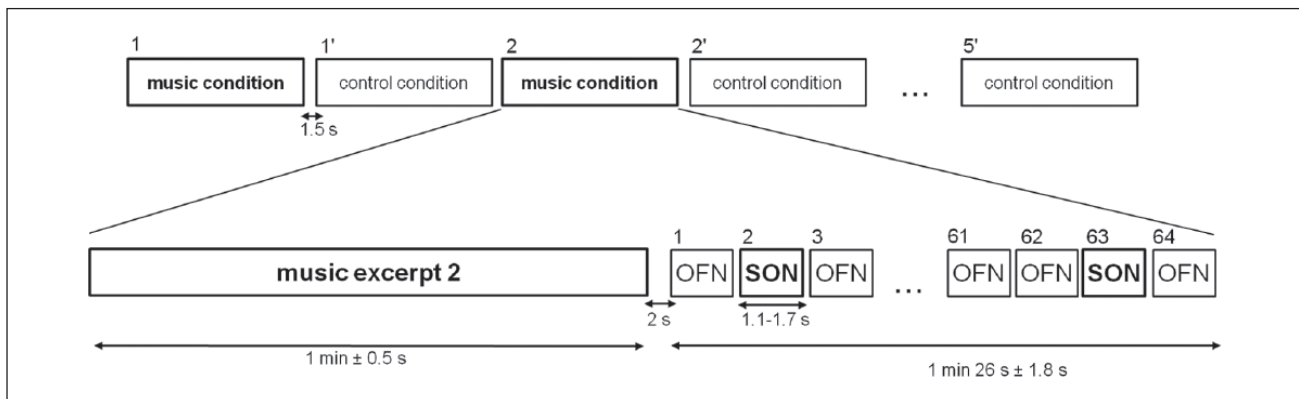 1 1' 2 2' 5'
music condition control condition music condition control condition ... control condition
1.5 s
1 2 3 61 62 63 64
music excerpt 2 OFN SON OFN ... OFN OFN SON OFN
2 s 1.1-1.7 s
1 min ± 0.5 s 1 min 26 s ± 1.8 s